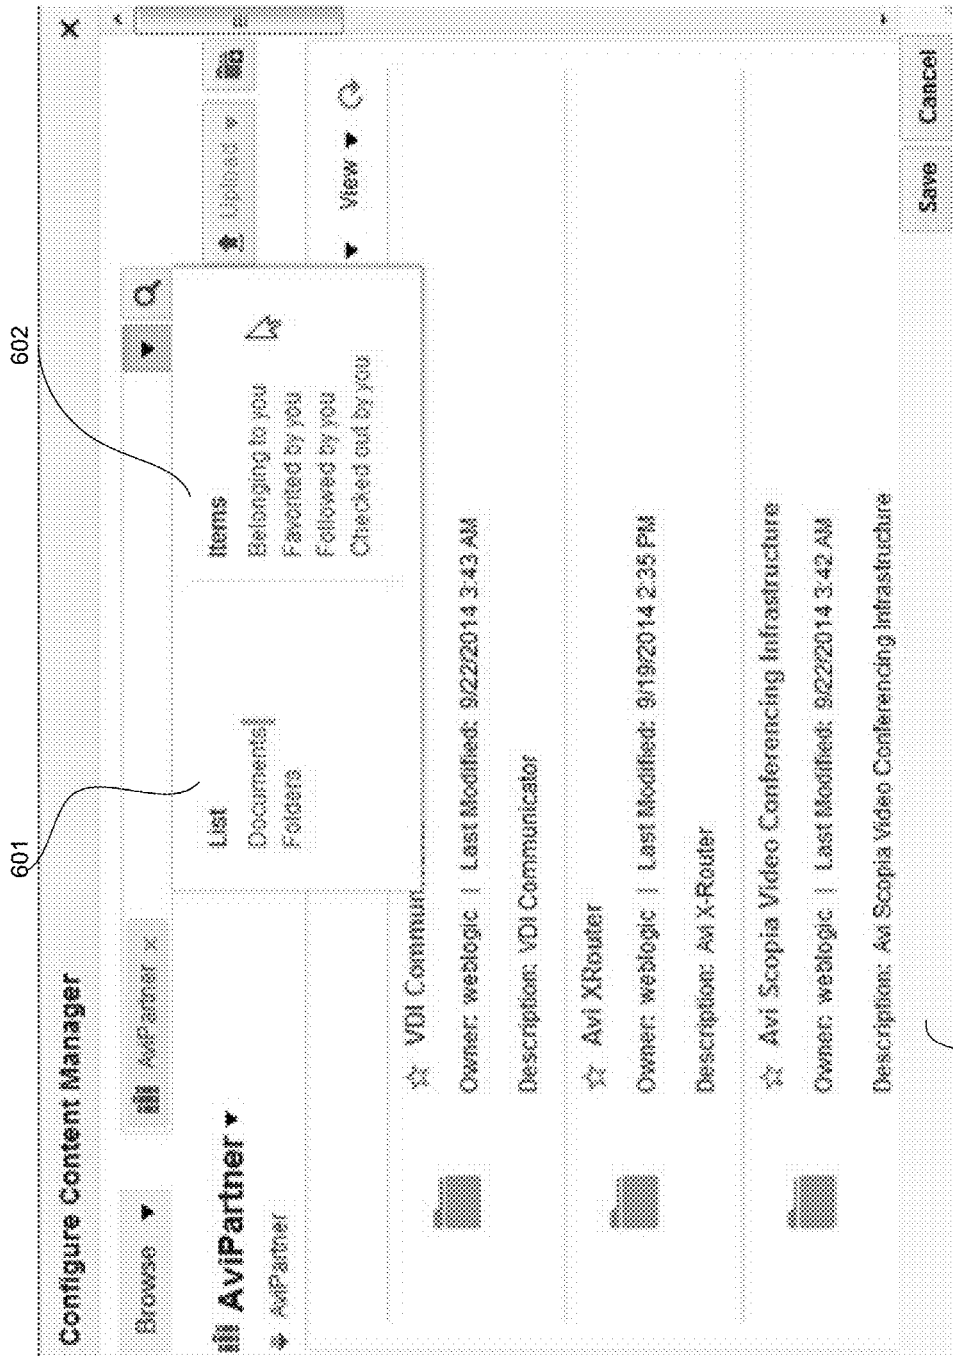 601
602
Configure Content Manager
Browse
AviPartner x
AviPartner
Upload
AviPartner
List
Documents
Folders
Items
Belonging to you
Favorited by you
Followed by you
Checked out by you
View
VDI Commun
Owner: weblogic | Last Modified: 9/22/2014 3:43 AM
Description: VDI Communicator
Avi XRouter
Owner: weblogic | Last Modified: 9/19/2014 2:35 PM
Description: Avi X-Router
Avi Scopia Video Conferencing Infrastructure
Owner: weblogic | Last Modified: 9/22/2014 3:42 AM
Description: Avi Scopia Video Conferencing Infrastructure
Save Cancel